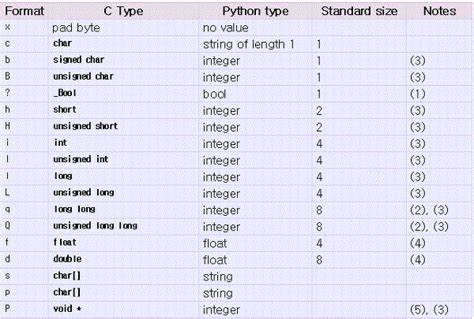 Format C Type Python type Standard size Notes
x pad byte no value
c char string of length 1 1
b signed char integer 1 (3)
B unsigned char integer 1 (3)
? _Bool bool 1 (1)
h short integer 2 (3)
H unsigned short integer 2 (3)
i int integer 4 (3)
I unsigned int integer 4 (3)
l long integer 4 (3)
L unsigned long integer 4 (3)
q long long integer 8 (2), (3)
Q unsigned long long integer 8 (2), (3)
f float float 4 (4)
d double float 8 (4)
s char[] string
p char[] string
P void * integer (5), (3)